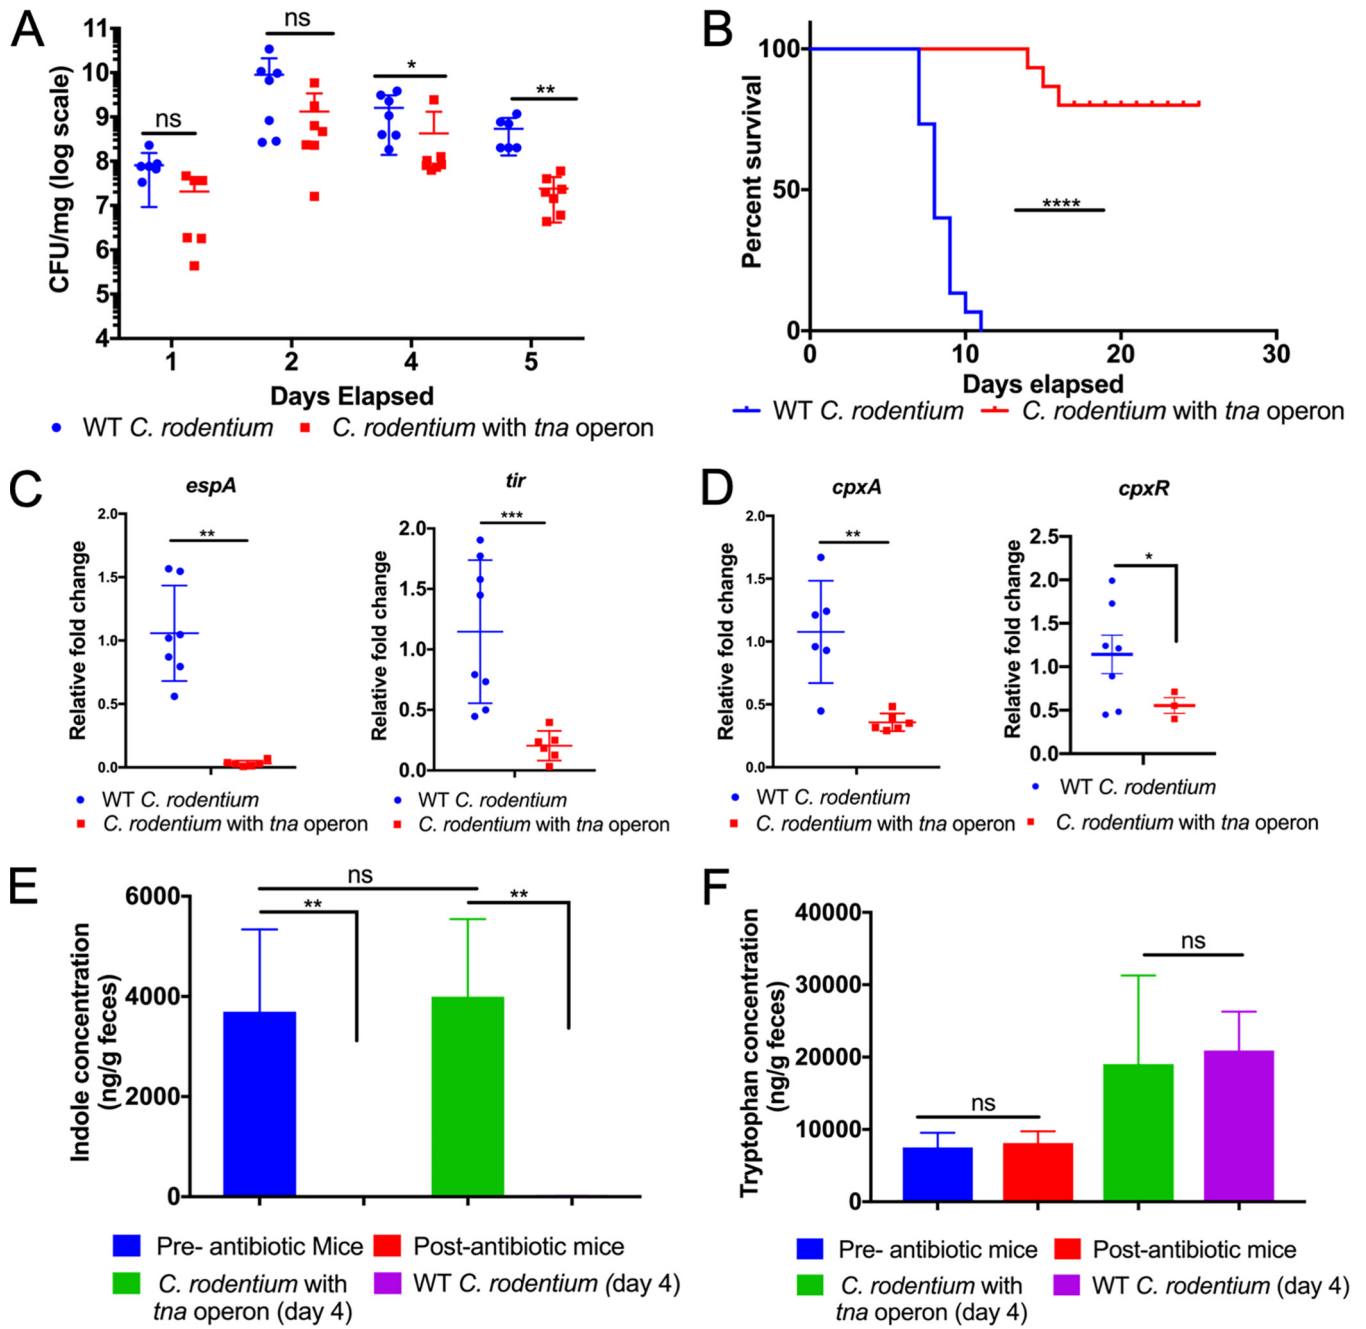 A
ns
ns
*
**
11
10
9
8
7
6
5
4
CFU/mg (log scale)
1
2
4
5
Days Elapsed
WT C. rodentium
C. rodentium with tna operon
B
100
50
0
Percent survival
****
0
10
20
30
Days elapsed
WT C. rodentium
C. rodentium with tna operon
C
espA
**
2.0
1.5
1.0
0.5
0.0
Relative fold change
WT C. rodentium
C. rodentium with tna operon
tir
***
2.0
1.5
1.0
0.5
0.0
Relative fold change
WT C. rodentium
C. rodentium with tna operon
D
cpxA
**
2.0
1.5
1.0
0.5
0.0
Relative fold change
WT C. rodentium
C. rodentium with tna operon
cpxR
*
2.5
2.0
1.5
1.0
0.5
0.0
Relative fold change
WT C. rodentium
C. rodentium with tna operon
E
ns
**
**
6000
4000
2000
0
Indole concentration
(ng/g feces)
Pre- antibiotic Mice
Post-antibiotic mice
C. rodentium with
tna operon (day 4)
WT C. rodentium (day 4)
F
ns
ns
40000
30000
20000
10000
0
Tryptophan concentration
(ng/g feces)
Pre- antibiotic mice
Post-antibiotic mice
C. rodentium with
tna operon (day 4)
WT C. rodentium (day 4)